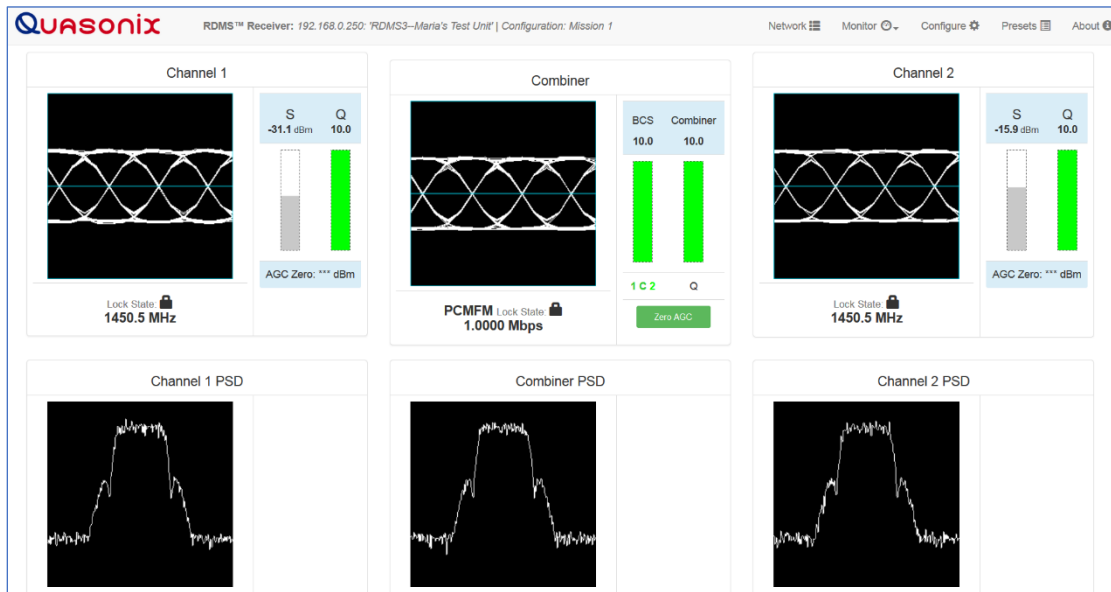 QUASONIX
RDMS™ Receiver: 192.168.0.250: 'RDMS3--Maria's Test Unit' | Configuration: Mission 1
Network Monitor Configure Presets About
Channel 1
S Q
-31.1 dBm 10.0
AGC Zero: *** dBm
Lock State:
1450.5 MHz
Combiner
BCS Combiner
10.0 10.0
1 C 2 Q
Zero AGC
PCMFM Lock State:
1.0000 Mbps
Channel 2
S Q
-15.9 dBm 10.0
AGC Zero: *** dBm
Lock State:
1450.5 MHz
Channel 1 PSD
Combiner PSD
Channel 2 PSD